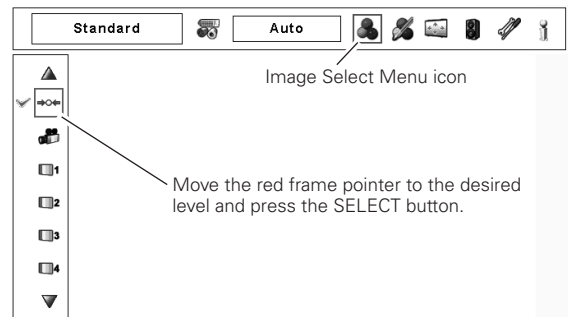 Standard
Auto
Image Select Menu icon
Move the red frame pointer to the desired
level and press the SELECT button.
1
2
3
4